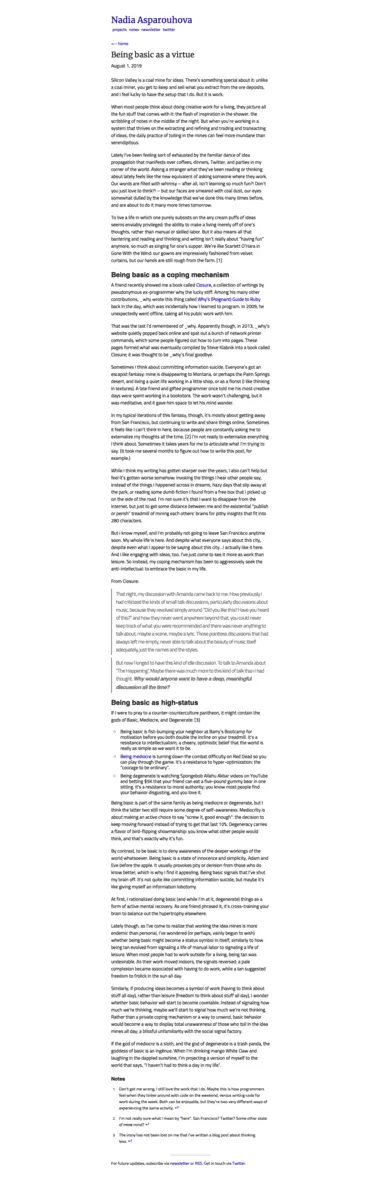 Nadia Asparouhova
projects notes newsletter twitter
← home
Being basic as a virtue
August 1, 2019
Silicon Valley is a coal mine for ideas. There's something special about it: unlike
a coal miner, you get to keep and sell what you extract from the ore deposits,
and I feel lucky to have the setup that I do. But it is work.
When most people think about doing creative work for a living, they picture all
the fun stuff that comes with it: the flash of inspiration in the shower, the
scribbling of notes in the middle of the night. But when you're working in a
system that thrives on the extracting and refining and trading and transacting
of ideas, the daily practice of toiling in the mines can feel more mundane than
serendipitous.
Lately I've been feeling sort of exhausted by the familiar dance of idea
propagation that manifests over coffees, dinners, Twitter, and parties in my
corner of the world. Asking a stranger what they've been reading or thinking
about lately feels like the new equivalent of asking someone where they work.
Our words are filled with whimsy – after all, isn't learning so much fun? Don't
you just love to think?! – but our faces are smeared with coal dust, our eyes
somewhat dulled by the knowledge that we've done this many times before,
and are about to do it many more times tomorrow.
To live a life in which one purely subsists on the airy cream puffs of ideas
seems enviably privileged: the ability to make a living merely off of one's
thoughts, rather than manual or skilled labor. But it also means all that
bantering and reading and thinking and writing isn't really about "having fun"
anymore, so much as singing for one's supper. We're like Scarlett O'Hara in
Gone With the Wind: our gowns are impressively fashioned from velvet
curtains, but our hands are still rough from the farm. [1]
Being basic as a coping mechanism
A friend recently showed me a book called Closure, a collection of writings by
pseudonymous ex-programmer why the lucky stiff. Among his many other
contributions, _why wrote this thing called Why's (Poignant) Guide to Ruby
back in the day, which was incidentally how I learned to program. In 2009, he
unexpectedly went offline, taking all his public work with him.
That was the last I'd remembered of _why. Apparently though, in 2013, _why's
website quietly popped back online and spat out a bunch of network printer
commands, which some people figured out how to turn into pages. These
pages formed what was eventually compiled by Steve Klabnik into a book called
Closure; it was thought to be _why's final goodbye.
Sometimes I think about committing information suicide. Everyone's got an
escapist fantasy: mine is disappearing to Montana, or perhaps the Palm Springs
desert, and living a quiet life working in a little shop, or as a florist (I like thinking
in textures). A late friend and gifted programmer once told me his most creative
days were spent working in a bookstore. The work wasn't challenging, but it
was meditative, and it gave him space to let his mind wander.
In my typical iterations of this fantasy, though, it's mostly about getting away
from San Francisco, but continuing to write and share things online. Sometimes
it feels like I can't think in here, because people are constantly asking me to
externalize my thoughts all the time. [2] I'm not ready to externalize everything
I think about. Sometimes it takes years for me to articulate what I'm trying to
say. (It took me several months to figure out how to write this post, for
example.)
While I think my writing has gotten sharper over the years, I also can't help but
feel it's gotten worse somehow: invoking the things I hear other people say,
instead of the things I happened across in dreams, hazy days that slip away at
the park, or reading some dumb fiction I found from a free box that I picked up
on the side of the road. I'm not sure it's that I want to disappear from the
internet, but just to get some distance between me and the existential "publish
or perish" treadmill of mining each others' brains for pithy insights that fit into
280 characters.
But I know myself, and I'm probably not going to leave San Francisco anytime
soon. My whole life is here. And despite what everyone says about this city,
despite even what I appear to be saying about this city...I actually like it here.
And I like engaging with ideas, too. I've just come to see it more as work than
leisure. So instead, my coping mechanism has been to aggressively seek the
anti-intellectual: to embrace the basic in my life.
From Closure:
That night, my discussion with Amanda came back to me. How previously I
had criticized the kinds of small talk discussions, particularly discussions about
music, because they revolved simply around "Did you like this? Have you heard
of this?" and how they never went anywhere beyond that, you could never
keep track of what you were recommended and there was never anything to
talk about, maybe a scene, maybe a lyric. Those pointless discussions that had
always left me empty, never able to talk about the beauty of music itself
adequately, just the names and the styles.
But now I longed to have this kind of idle discussion. To talk to Amanda about
"The Happening". Maybe there was much more to this kind of talk than I had
thought. Why would anyone want to have a deep, meaningful
discussion all the time?
Being basic as high-status
If I were to pray to a counter-counterculture pantheon, it might contain the
gods of Basic, Mediocre, and Degenerate: [3]
Being basic is fist-bumping your neighbor at Barry's Bootcamp for
motivation before you both double the incline on your treadmill. It's a
resistance to intellectualism; a cheery, optimistic belief that the world is
really as simple as we want it to be.
Being mediocre is turning down the combat difficulty on Red Dead so you
can play through the game. It's a resistance to hyper-optimization; the
"courage to be ordinary".
Being degenerate is watching Spongebob Allahu Akbar videos on YouTube
and betting $5K that your friend can eat a five-pound gummy bear in one
sitting. It's a resistance to moral authority; you know most people find
your behavior disgusting, and you love it.
Being basic is part of the same family as being mediocre or degenerate, but I
think the latter two still require some degree of self-awareness. Mediocrity is
about making an active choice to say "screw it, good enough": the decision to
keep moving forward instead of trying to get that last 10%. Degeneracy carries
a flavor of bird-flipping showmanship: you know what other people would
think, and that's exactly why it's fun.
By contrast, to be basic is to deny awareness of the deeper workings of the
world whatsoever. Being basic is a state of innocence and simplicity, Adam and
Eve before the apple. It usually provokes pity or derision from those who do
know better, which is why I find it appealing. Being basic signals that I've shut
my brain off. It's not quite like committing information suicide, but maybe it's
like giving myself an information lobotomy.
At first, I rationalized doing basic (and while I'm at it, degenerate) things as a
form of active mental recovery. As one friend phrased it, it's cross-training your
brain to balance out the hypertrophy elsewhere.
Lately though, as I've come to realize that working the idea mines is more
endemic than personal, I've wondered (or perhaps, vainly begun to wish)
whether being basic might become a status symbol in itself, similarly to how
being tan evolved from signaling a life of manual labor to signaling a life of
leisure. When most people had to work outside for a living, being tan was
undesirable. As their work moved indoors, the signals reversed: a pale
complexion became associated with having to do work, while a tan suggested
freedom to frolick in the sun all day.
Similarly, if producing ideas becomes a symbol of work (having to think about
stuff all day), rather than leisure (freedom to think about stuff all day), I wonder
whether basic behavior will start to become covetable. Instead of signaling how
much we're thinking, maybe we'll start to signal how much we're not thinking.
Rather than a private coping mechanism or a way to unwind, basic behavior
would become a way to display total unawareness of those who toil in the idea
mines all day; a blissful unfamiliarity with the social signal factory.
If the god of mediocre is a sloth, and the god of degenerate is a trash panda, the
goddess of basic is an ingénue. When I'm drinking mango White Claw and
laughing in the dappled sunshine, I'm projecting a version of myself to the
world that says, "I haven't had to think a day in my life".
Notes
1. Don't get me wrong, I still love the work that I do. Maybe this is how programmers
feel when they tinker around with code on the weekend, versus writing code for
work during the week. Both can be enjoyable, but they're two very different ways of
experiencing the same activity. ↩
2. I'm not really sure what I mean by "here". San Francisco? Twitter? Some other state
of mine mind? ↩
3. The irony has not been lost on me that I've written a blog post about thinking
less. ↩
For future updates, subscribe via newsletter or RSS. Get in touch via Twitter.